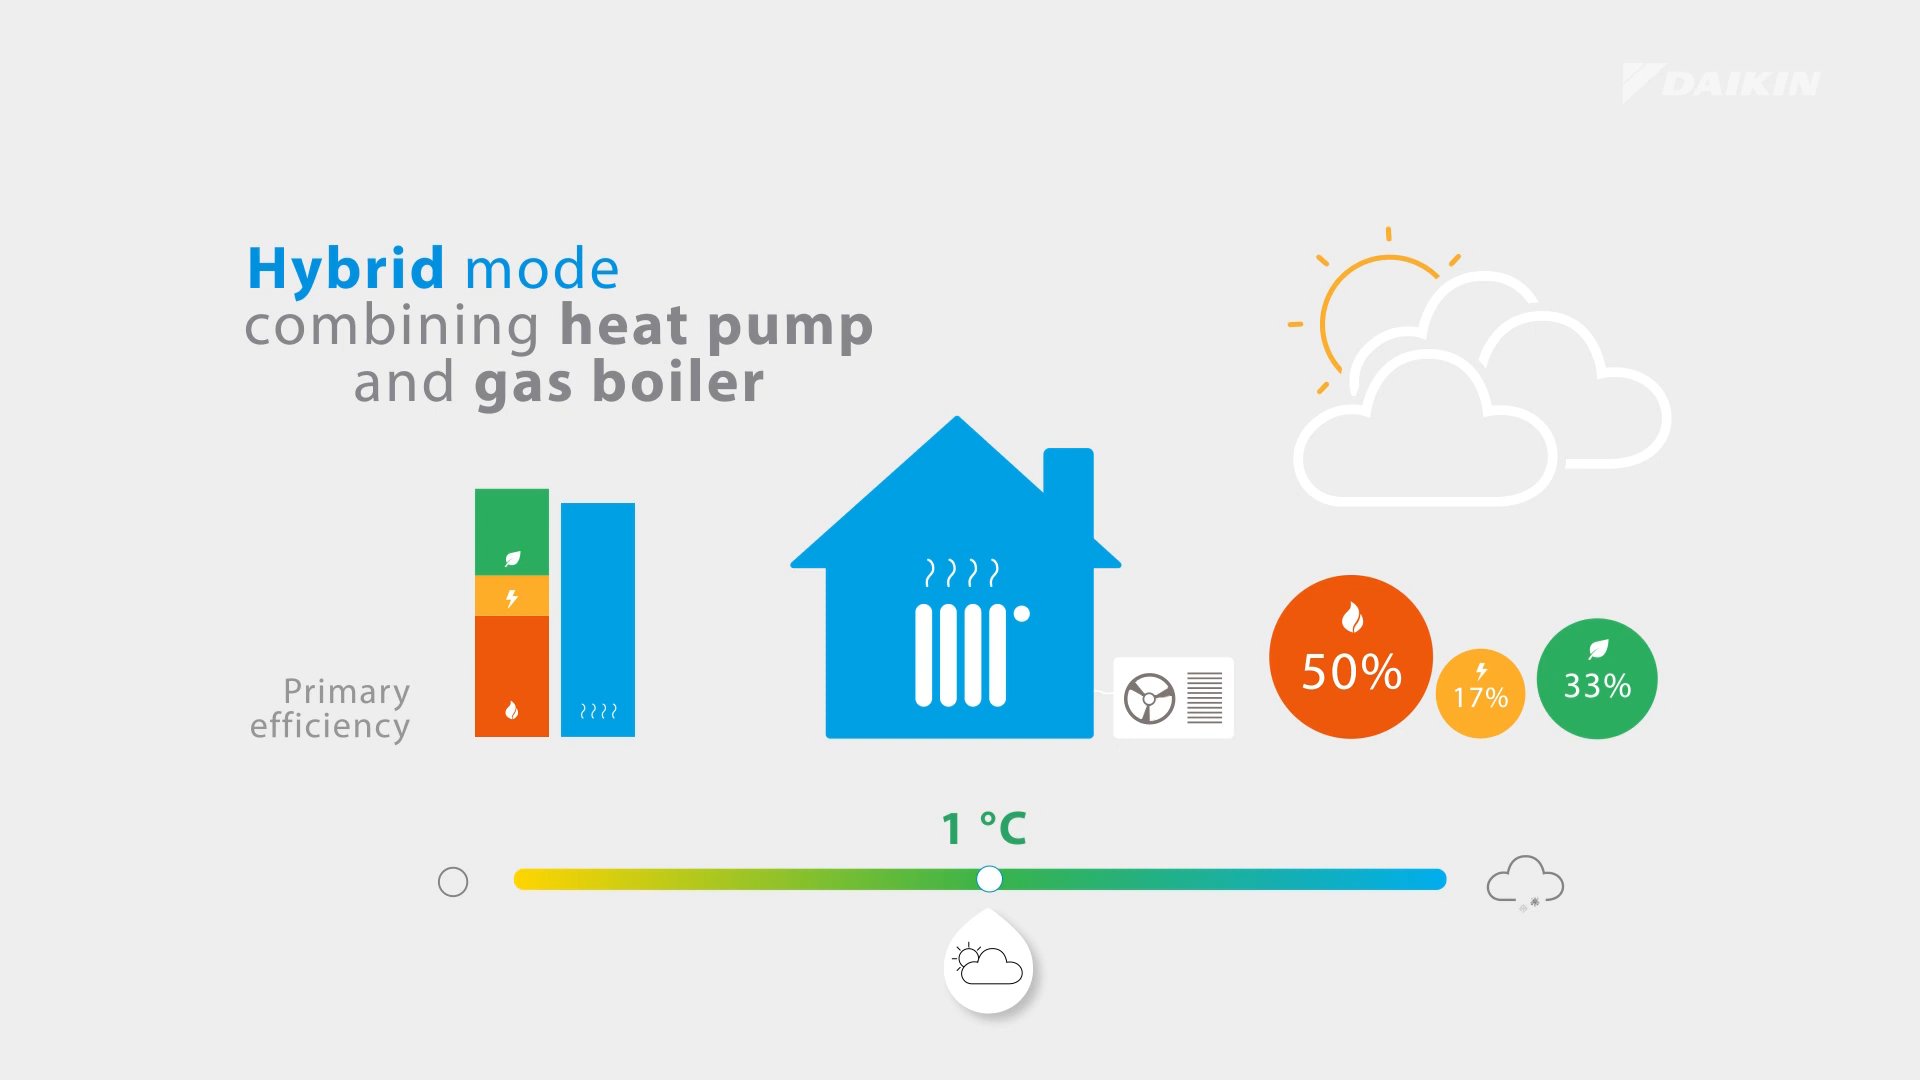 DAIKIN
Hybrid mode
combining heat pump
and gas boiler
Primary
efficiency
50%
17%
33%
1 °C